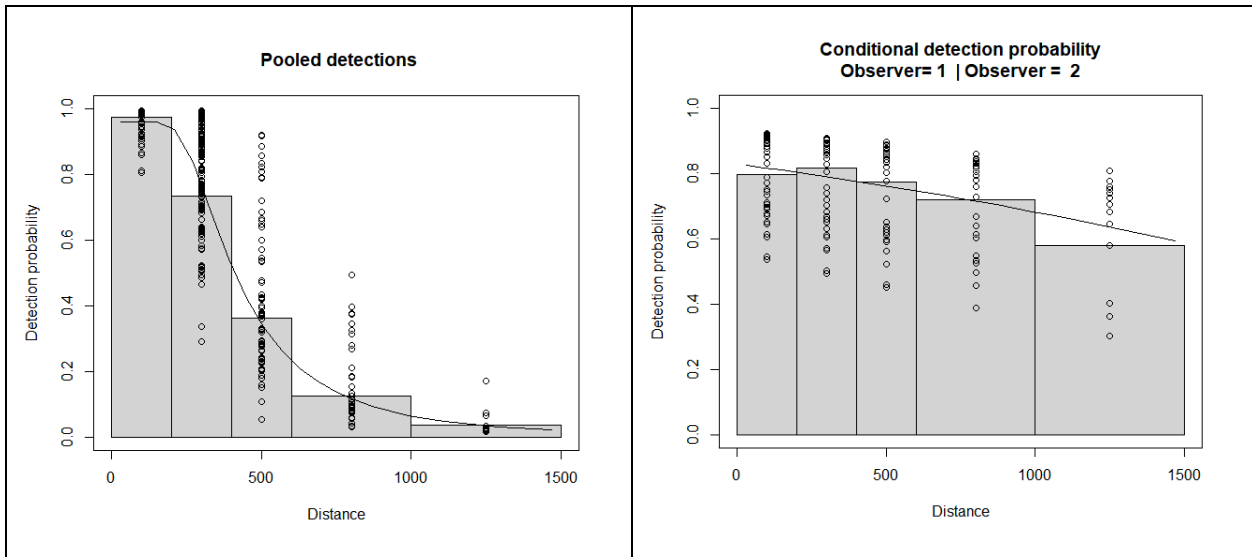 Pooled detections
1.0
0.8
0.6
0.4
0.2
0.0
Detection probability
0 500 1000 1500
Distance
Conditional detection probability
Observer= 1 | Observer = 2
1.0
0.8
0.6
0.4
0.2
0.0
Detection probability
0 500 1000 1500
Distance